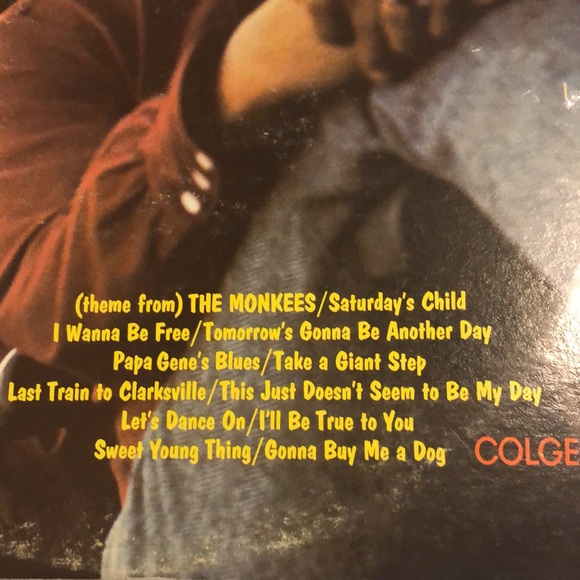 (theme from) THE MONKEES/Saturday's Child
I Wanna Be Free/Tomorrow's Gonna Be Another Day
Papa Gene's Blues/Take a Giant Step
Last Train to Clarksville/This Just Doesn't Seem to Be My Day
Let's Dance On/I'll Be True to You
Sweet Young Thing/Gonna Buy Me a Dog
COLGE